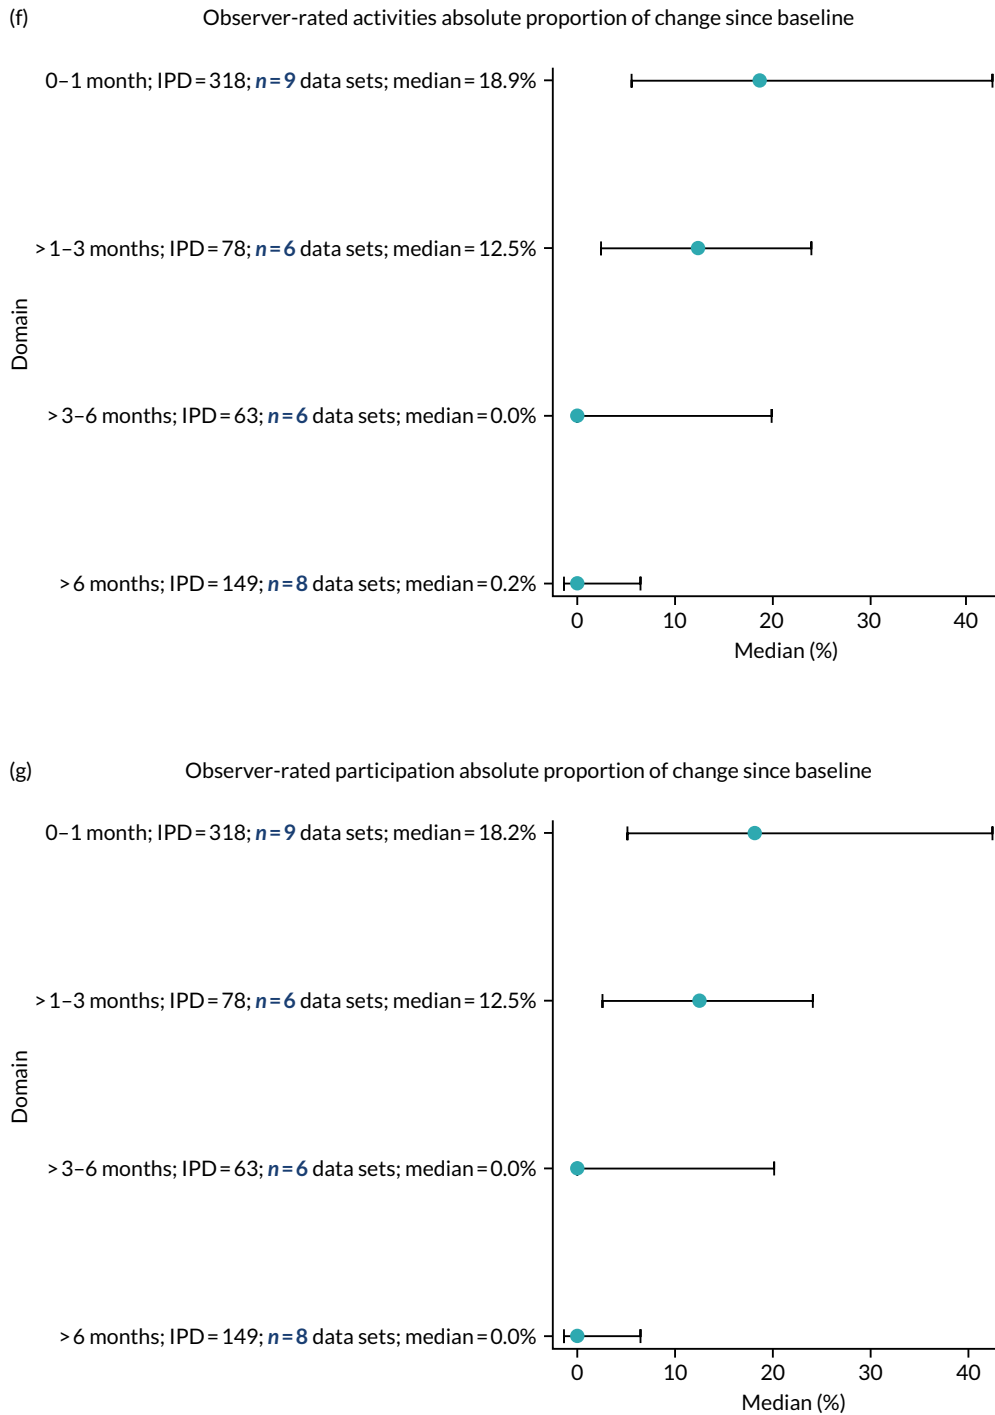 (f) Observer-rated activities absolute proportion of change since baseline
0–1 month; IPD = 318; n = 9 data sets; median = 18.9%
> 1–3 months; IPD = 78; n = 6 data sets; median = 12.5%
Domain
> 3–6 months; IPD = 63; n = 6 data sets; median = 0.0%
> 6 months; IPD = 149; n = 8 data sets; median = 0.2%
0 10 20 30 40
Median (%)
(g) Observer-rated participation absolute proportion of change since baseline
0–1 month; IPD = 318; n = 9 data sets; median = 18.2%
> 1–3 months; IPD = 78; n = 6 data sets; median = 12.5%
Domain
> 3–6 months; IPD = 63; n = 6 data sets; median = 0.0%
> 6 months; IPD = 149; n = 8 data sets; median = 0.0%
0 10 20 30 40
Median (%)